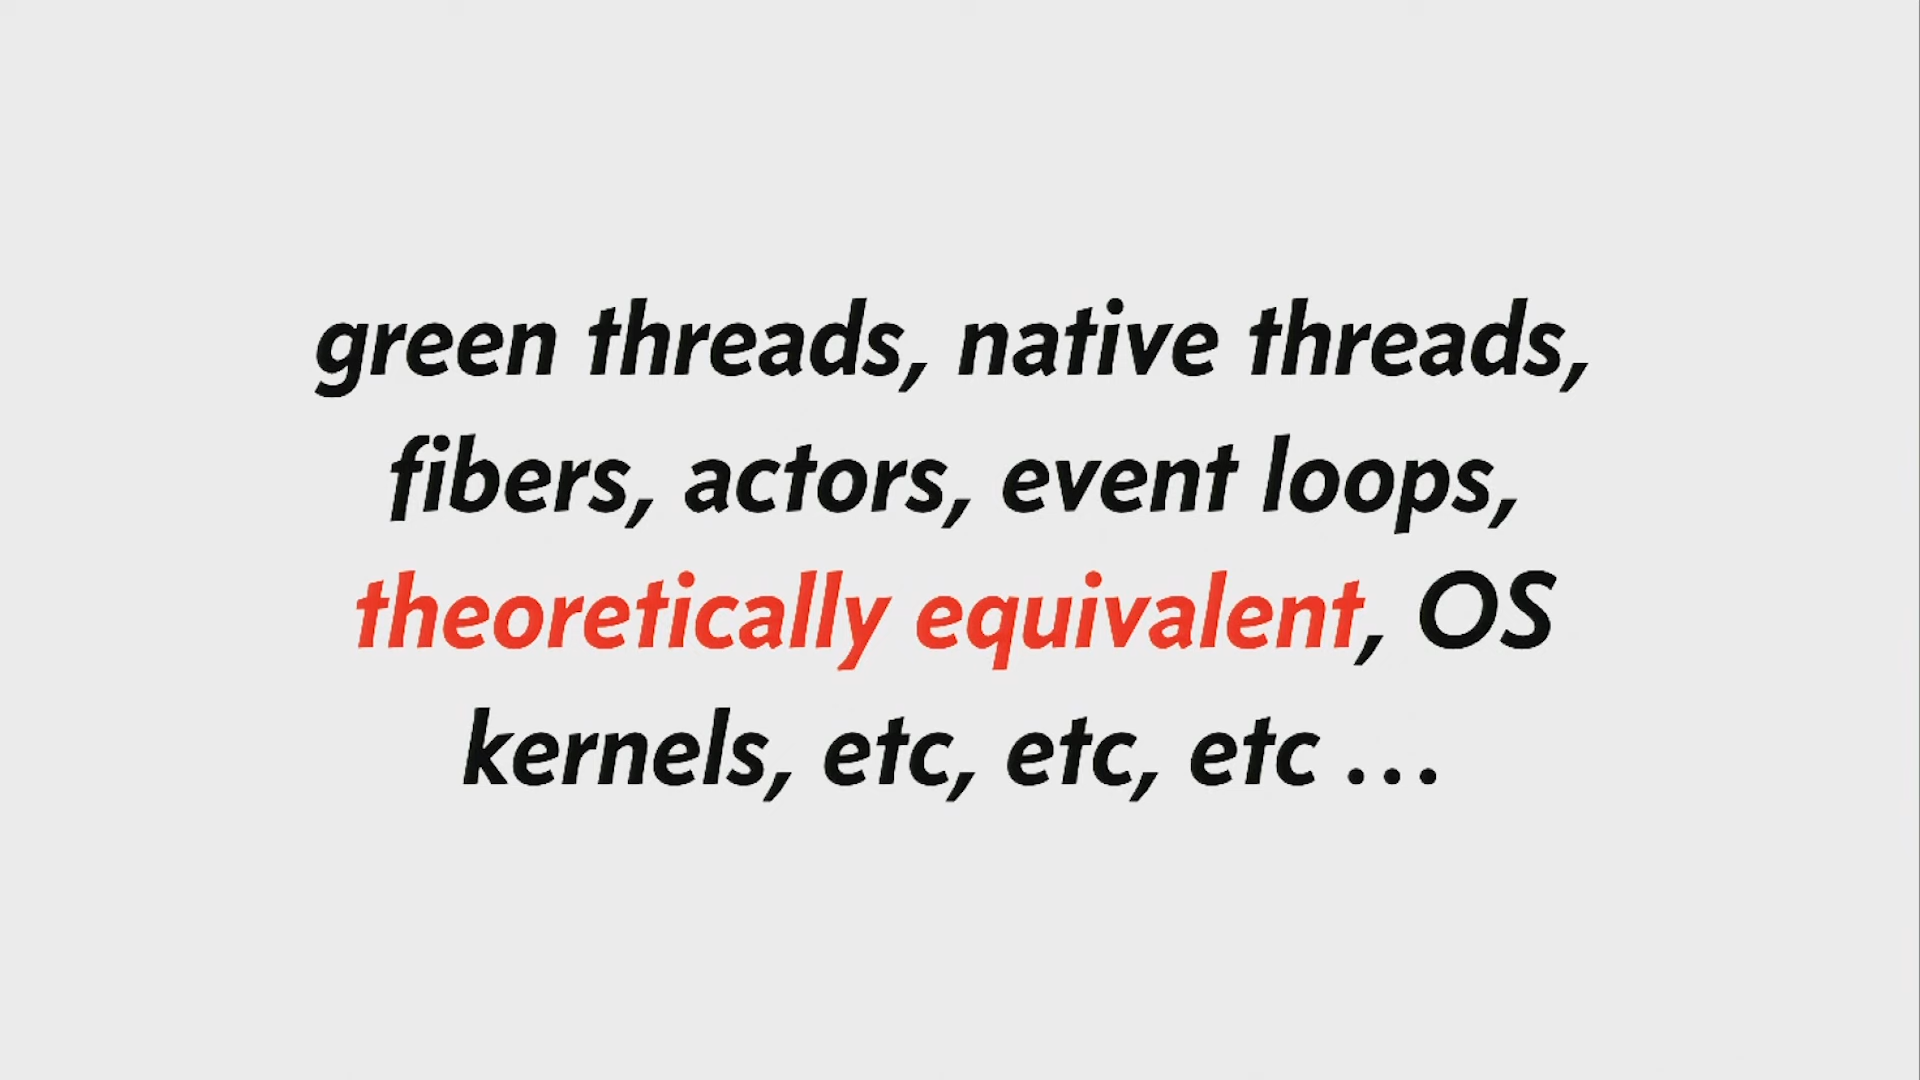 green threads, native threads,
fibers, actors, event loops,
theoretically equivalent, OS
kernels, etc, etc, etc …